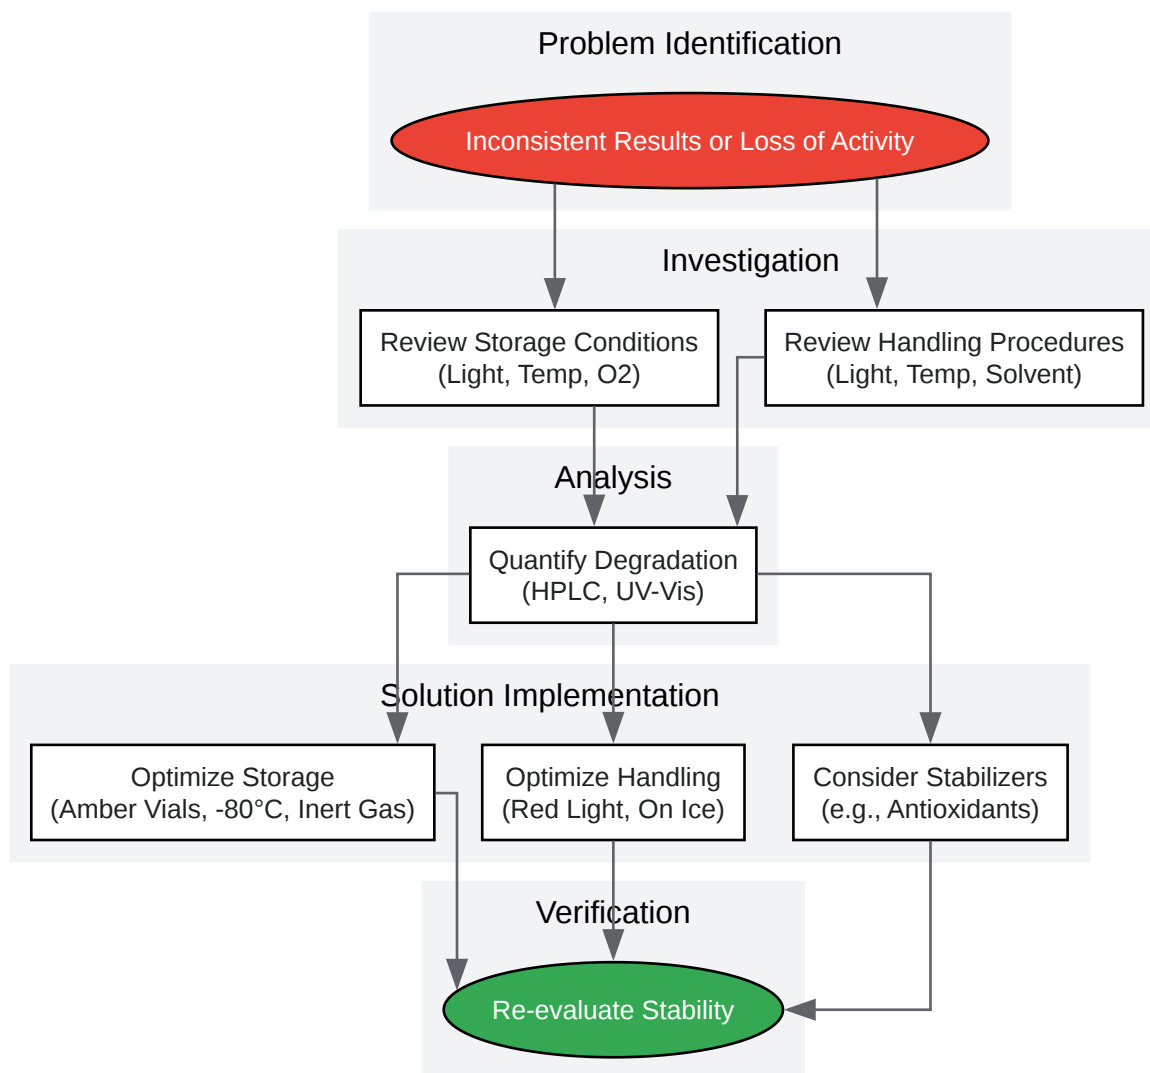 Problem Identification
Inconsistent Results or Loss of Activity
Investigation
Review Storage Conditions
(Light, Temp, O2)
Review Handling Procedures
(Light, Temp, Solvent)
Analysis
Quantify Degradation
(HPLC, UV-Vis)
Solution Implementation
Optimize Storage
(Amber Vials, -80°C, Inert Gas)
Optimize Handling
(Red Light, On Ice)
Consider Stabilizers
(e.g., Antioxidants)
Verification
Re-evaluate Stability